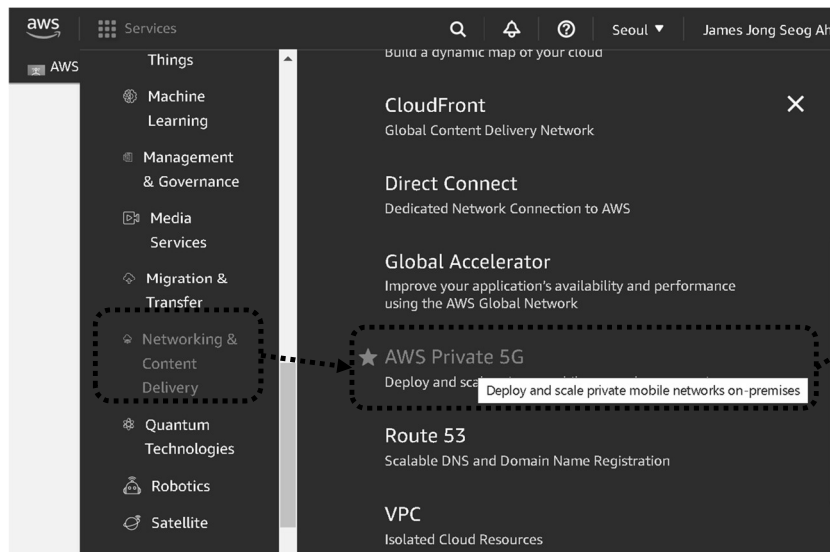 aws
Services
Seoul ▼
James Jong Seog Ah
AWS
Things
Machine
Learning
Management
& Governance
Media
Services
Migration &
Transfer
Networking &
Content
Delivery
Quantum
Technologies
Robotics
Satellite
Build a dynamic map of your cloud
CloudFront
Global Content Delivery Network
Direct Connect
Dedicated Network Connection to AWS
Global Accelerator
Improve your application's availability and performance
using the AWS Global Network
AWS Private 5G
Deploy and scal
Deploy and scale private mobile networks on-premises
Route 53
Scalable DNS and Domain Name Registration
VPC
Isolated Cloud Resources